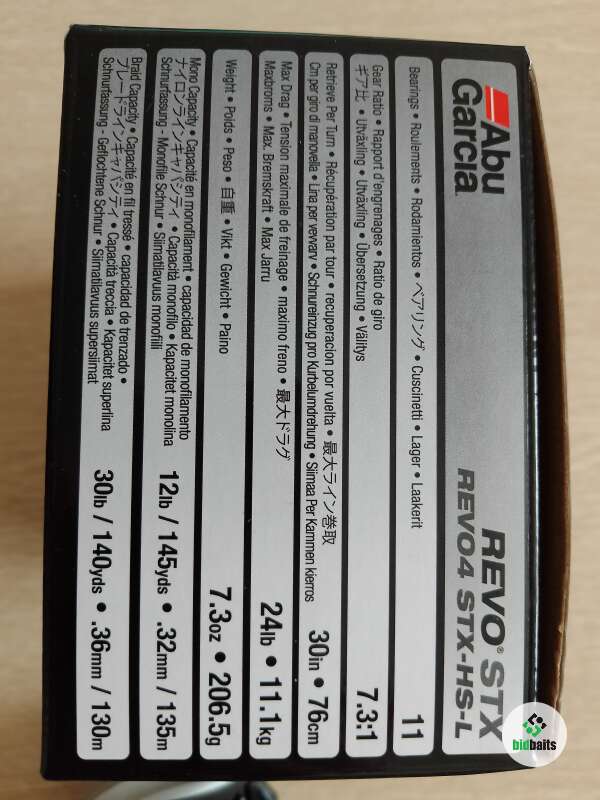 Abu
Garcia
REVO® STX
REVO4 STX-HS-L
Bearings • Roulements • Rodamientos • ベアリング • Cuscinetti • Lager • Laakerit
11
Gear Ratio • Rapport d'engrenages • Ratio de giro
ギア比 • Utväxling • Utväxling • Übersetzung • Välitys
7.3:1
Retrieve Per Turn • Récupération par tour • recuperacion por vuelta • 最大ライン巻取
Cm per giro di manovella • Lina per vevvarv • Schnureinzug pro Kurbelumdrehung • Siimaa Per Kammen kierros
30in • 76cm
Max Drag • Tension maximale de freinage • maximo freno • 最大ドラグ
Maxbroms • Max. Bremskraft • Max Jarru
24lb • 11.1kg
Weight • Poids • Peso • 自重 • Vikt • Gewicht • Paino
7.3oz • 206.5g
Mono Capacity • Capacité en monofilament • capacidad de monofilamento
ナイロンラインキャパシティ • Capacità monofilo • Kapacitet monolina
Schnurfassung - Monofile Schnur • Siimatilavuus monofiili
12lb / 145yds • .32mm / 135m
Braid Capacity • Capacité en fil tressé • capacidad de trenzado •
ブレードラインキャパシティ • Capacità treccia • Kapacitet superlina
Schnurfassung - Geflochtene Schnur • Siimatilavuus supersiimat
30lb / 140yds • .36mm / 130m
bidbaits